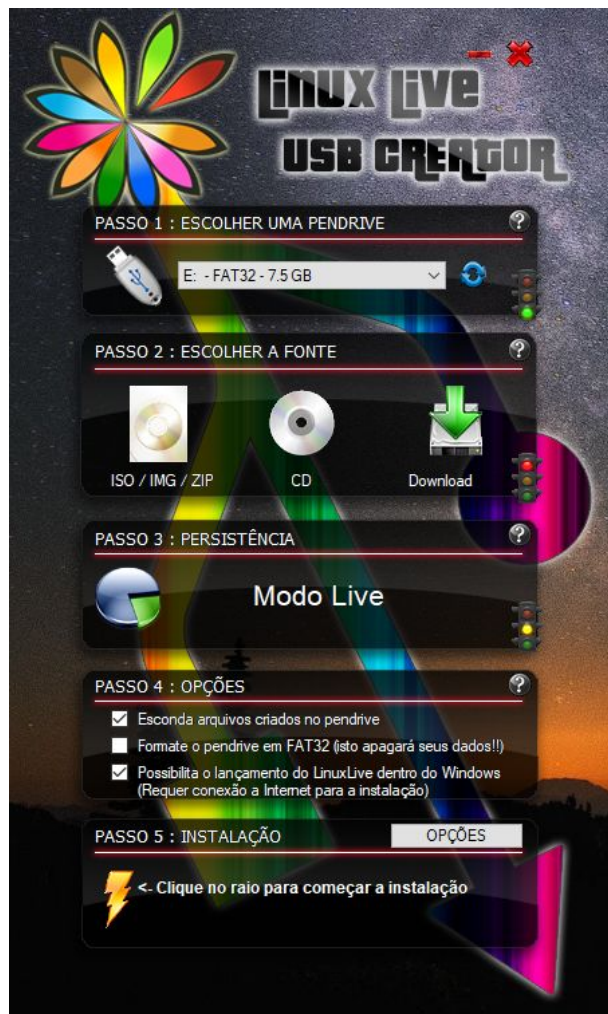 Linux Live
USB Creator
PASSO 1 : ESCOLHER UMA PENDRIVE
?
E: - FAT32 - 7.5 GB
PASSO 2 : ESCOLHER A FONTE
?
ISO / IMG / ZIP
CD
Download
PASSO 3 : PERSISTÊNCIA
?
Modo Live
PASSO 4 : OPÇÕES
?
Esconda arquivos criados no pendrive
Formate o pendrive em FAT32 (isto apagará seus dados!!)
Possibilita o lançamento do LinuxLive dentro do Windows
(Requer conexão a Internet para a instalação)
PASSO 5 : INSTALAÇÃO
OPÇÕES
<- Clique no raio para começar a instalação